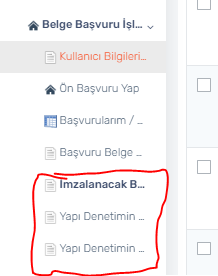 Belge Başvuru İşl...
Kullanıcı Bilgileri...
Ön Başvuru Yap
Başvurularım / ...
Başvuru Belge ...
İmzalanacak B...
Yapı Denetimin ...
Yapı Denetimin ...